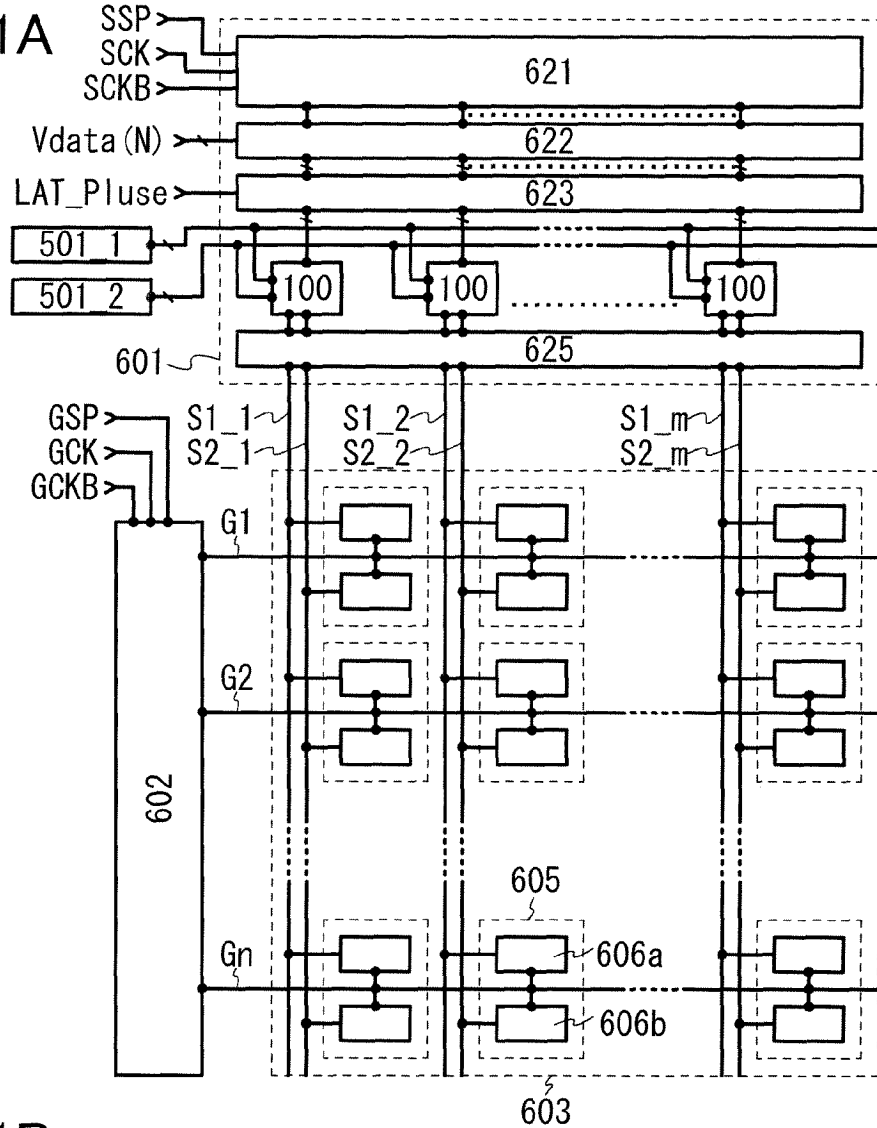 1A
SSP
SCK
SCKB
621
Vdata(N)
622
LAT_Pluse
623
501_1
501_2
100 100 100
601
625
GSP
GCK
GCKB
S1_1 S1_2 S1_m
S2_1 S2_2 S2_m
G1
G2
602
605
Gn
606a
606b
603